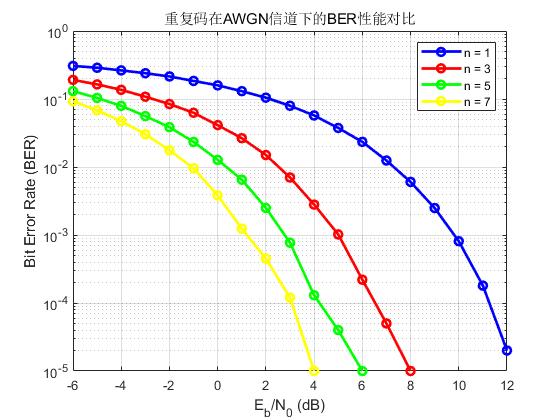 重复码在AWGN信道下的BER性能对比
10^0
10^-1
10^-2
10^-3
10^-4
10^-5
Bit Error Rate (BER)
n = 1
n = 3
n = 5
n = 7
-6 -4 -2 0 2 4 6 8 10 12
E_b/N_0 (dB)